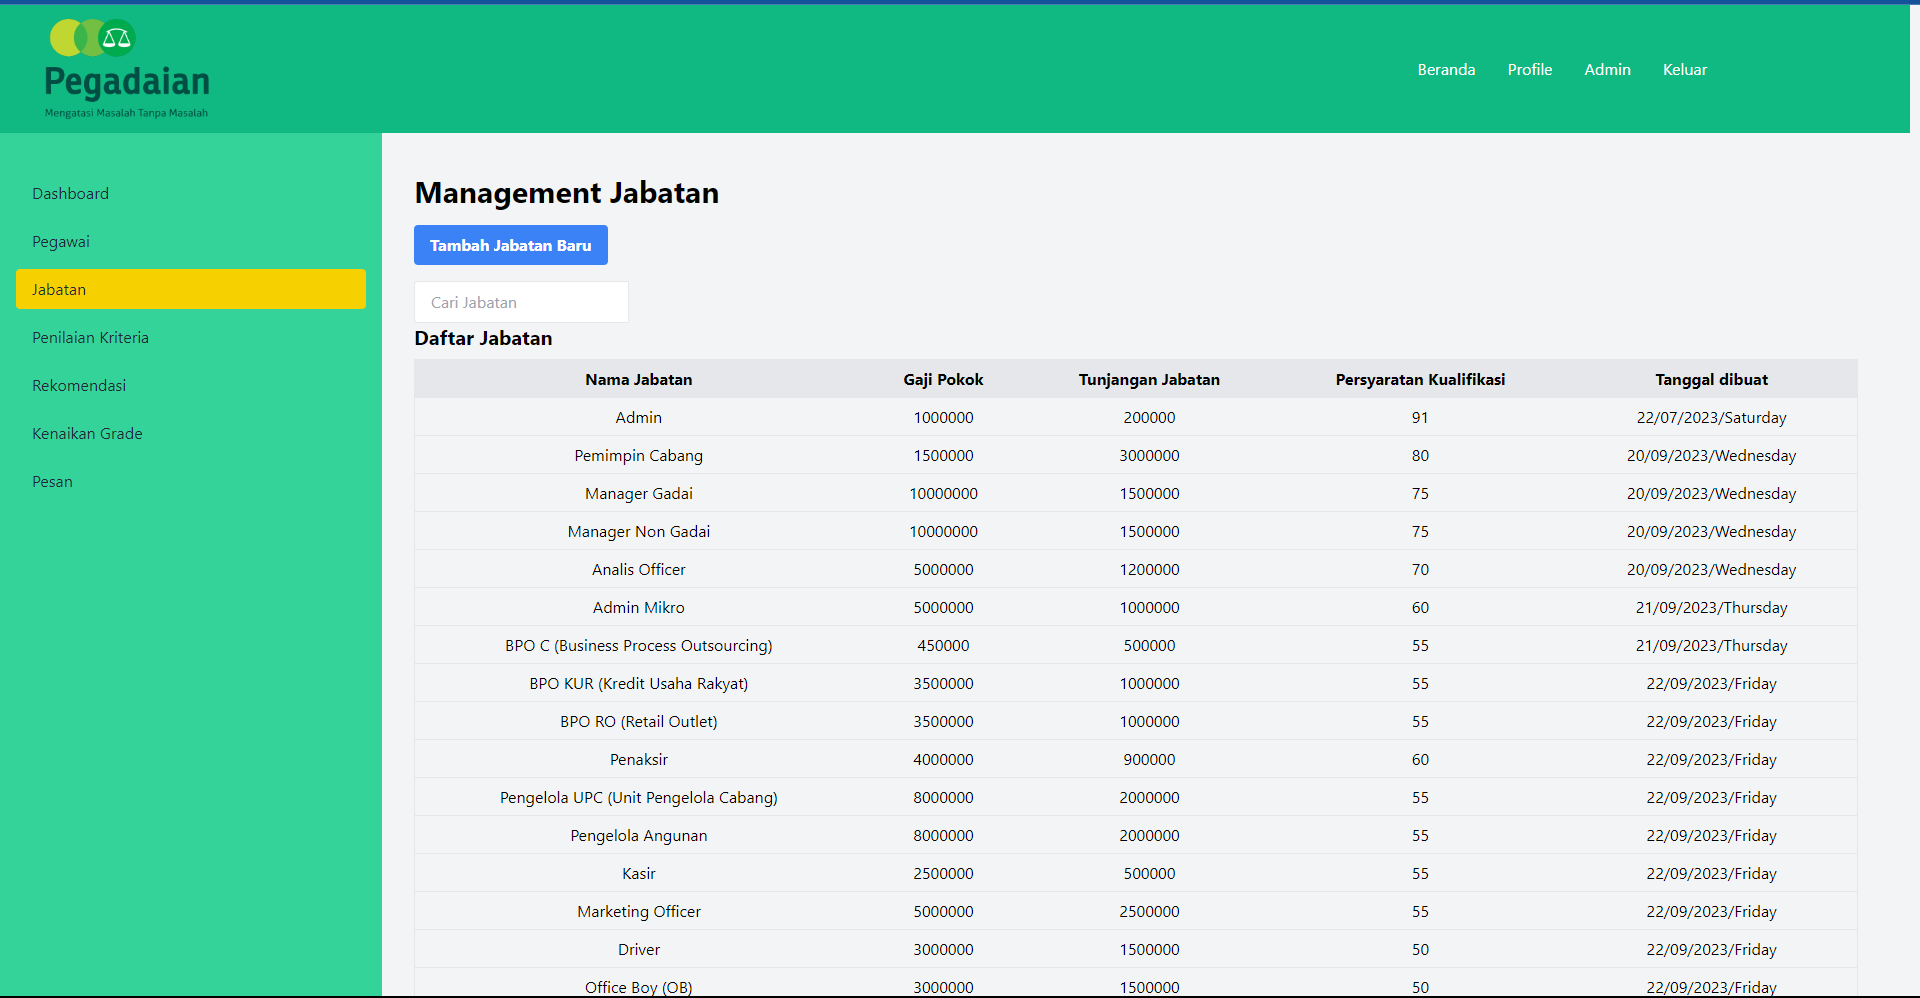 Pegadaian
Mengatasi Masalah Tanpa Masalah
Beranda Profile Admin Keluar
Dashboard
Pegawai
Jabatan
Penilaian Kriteria
Rekomendasi
Kenaikan Grade
Pesan
Management Jabatan
Tambah Jabatan Baru
Cari Jabatan
Daftar Jabatan
Nama Jabatan Gaji Pokok Tunjangan Jabatan Persyaratan Kualifikasi Tanggal dibuat
Admin 1000000 200000 91 22/07/2023/Saturday
Pemimpin Cabang 1500000 3000000 80 20/09/2023/Wednesday
Manager Gadai 10000000 1500000 75 20/09/2023/Wednesday
Manager Non Gadai 10000000 1500000 75 20/09/2023/Wednesday
Analis Officer 5000000 1200000 70 20/09/2023/Wednesday
Admin Mikro 5000000 1000000 60 21/09/2023/Thursday
BPO C (Business Process Outsourcing) 450000 500000 55 21/09/2023/Thursday
BPO KUR (Kredit Usaha Rakyat) 3500000 1000000 55 22/09/2023/Friday
BPO RO (Retail Outlet) 3500000 1000000 55 22/09/2023/Friday
Penaksir 4000000 900000 60 22/09/2023/Friday
Pengelola UPC (Unit Pengelola Cabang) 8000000 2000000 55 22/09/2023/Friday
Pengelola Angunan 8000000 2000000 55 22/09/2023/Friday
Kasir 2500000 500000 55 22/09/2023/Friday
Marketing Officer 5000000 2500000 55 22/09/2023/Friday
Driver 3000000 1500000 50 22/09/2023/Friday
Office Boy (OB) 3000000 1500000 50 22/09/2023/Friday